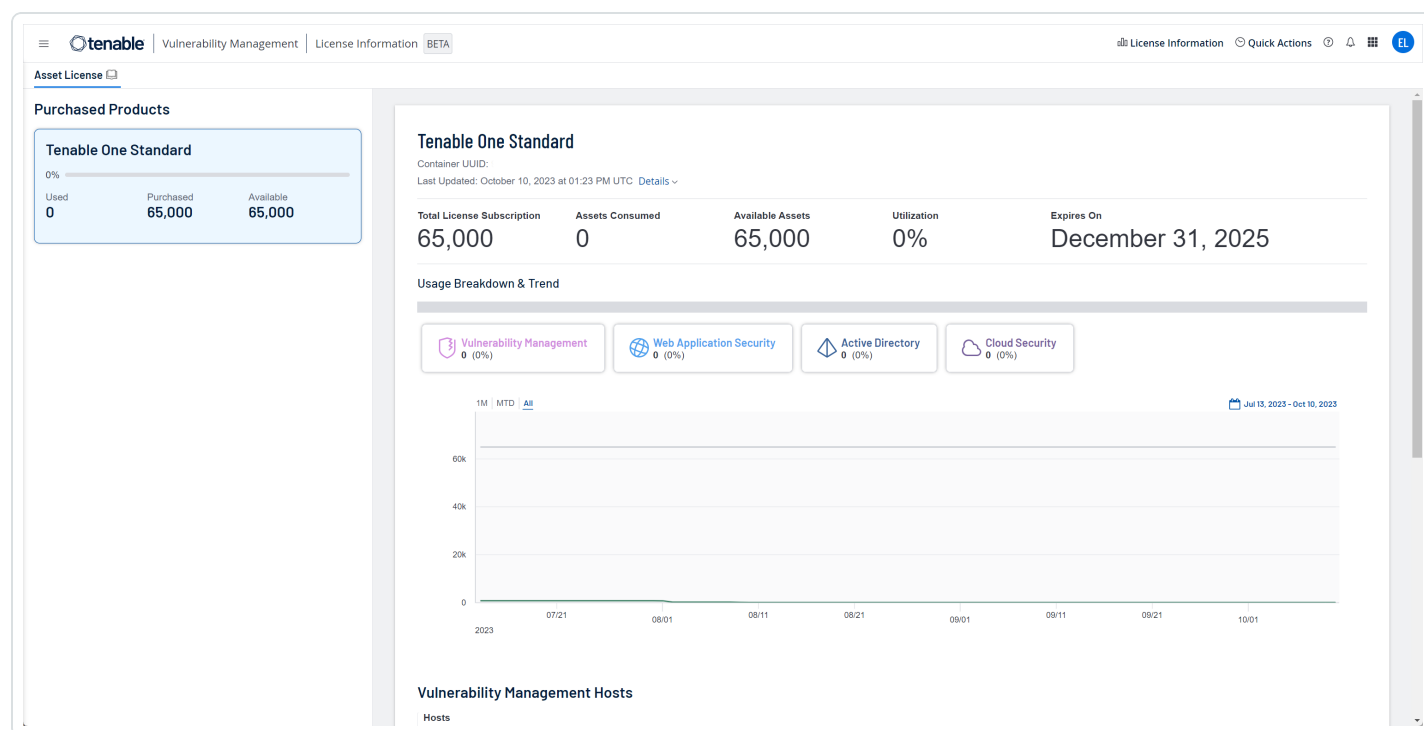 tenable Vulnerability Management License Information BETA License Information Quick Actions EL
Asset License
Purchased Products
Tenable One Standard
0%
Used Purchased Available
0 65,000 65,000
Tenable One Standard
Container UUID:
Last Updated: October 10, 2023 at 01:23 PM UTC Details
Total License Subscription Assets Consumed Available Assets Utilization Expires On
65,000 0 65,000 0% December 31, 2025
Usage Breakdown & Trend
Vulnerability Management Web Application Security Active Directory Cloud Security
0 (0%) 0 (0%) 0 (0%) 0 (0%)
1M MTD All Jul 13, 2023 - Oct 10, 2023
60k
40k
20k
0
07/21 08/01 08/11 08/21 09/01 09/11 09/21 10/01
2023
Vulnerability Management Hosts
Hosts